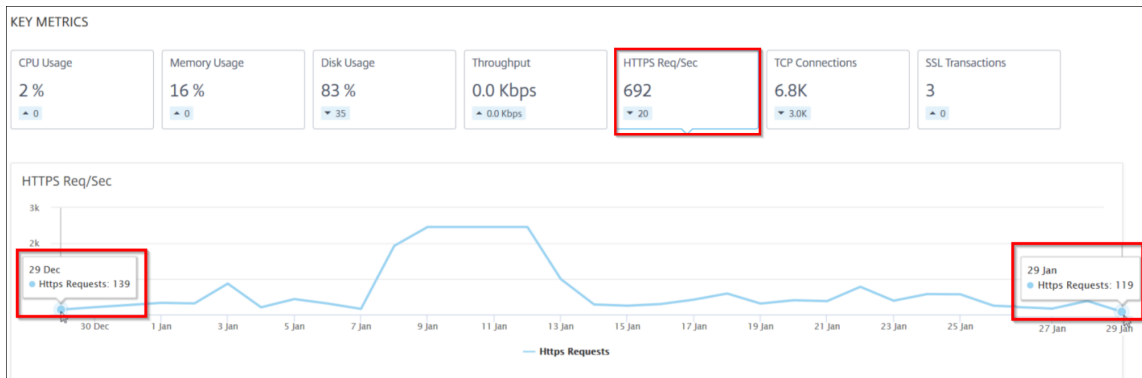 KEY METRICS
CPU Usage
2 %
0
Memory Usage
16 %
0
Disk Usage
83 %
35
Throughput
0.0 Kbps
0.0 Kbps
HTTPS Req/Sec
692
20
TCP Connections
6.8K
3.0K
SSL Transactions
3
0
HTTPS Req/Sec
3k
2k
29 Dec
Https Requests: 139
29 Jan
Https Requests: 119
30 Dec 1 Jan 3 Jan 5 Jan 7 Jan 9 Jan 11 Jan 13 Jan 15 Jan 17 Jan 19 Jan 21 Jan 23 Jan 25 Jan 27 Jan 29 Jan
Https Requests